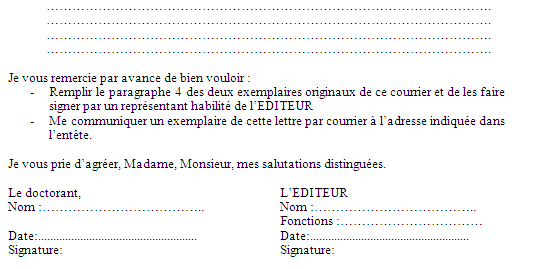 ………………………………………………………………………………………………
………………………………………………………………………………………………
………………………………………………………………………………………………
………………………………………………………………………………………………
Je vous remercie par avance de bien vouloir :
- Remplir le paragraphe 4 des deux exemplaires originaux de ce courrier et de les faire
signer par un représentant habilité de l’EDITEUR
- Me communiquer un exemplaire de cette lettre par courrier à l’adresse indiquée dans
l’entête.
Je vous prie d’agréer, Madame, Monsieur, mes salutations distinguées.
Le doctorant, L’EDITEUR
Nom :……………………………….. Nom :………………………………..
Fonctions :……………………………
Date:..................................................... Date:.....................................................
Signature: Signature: